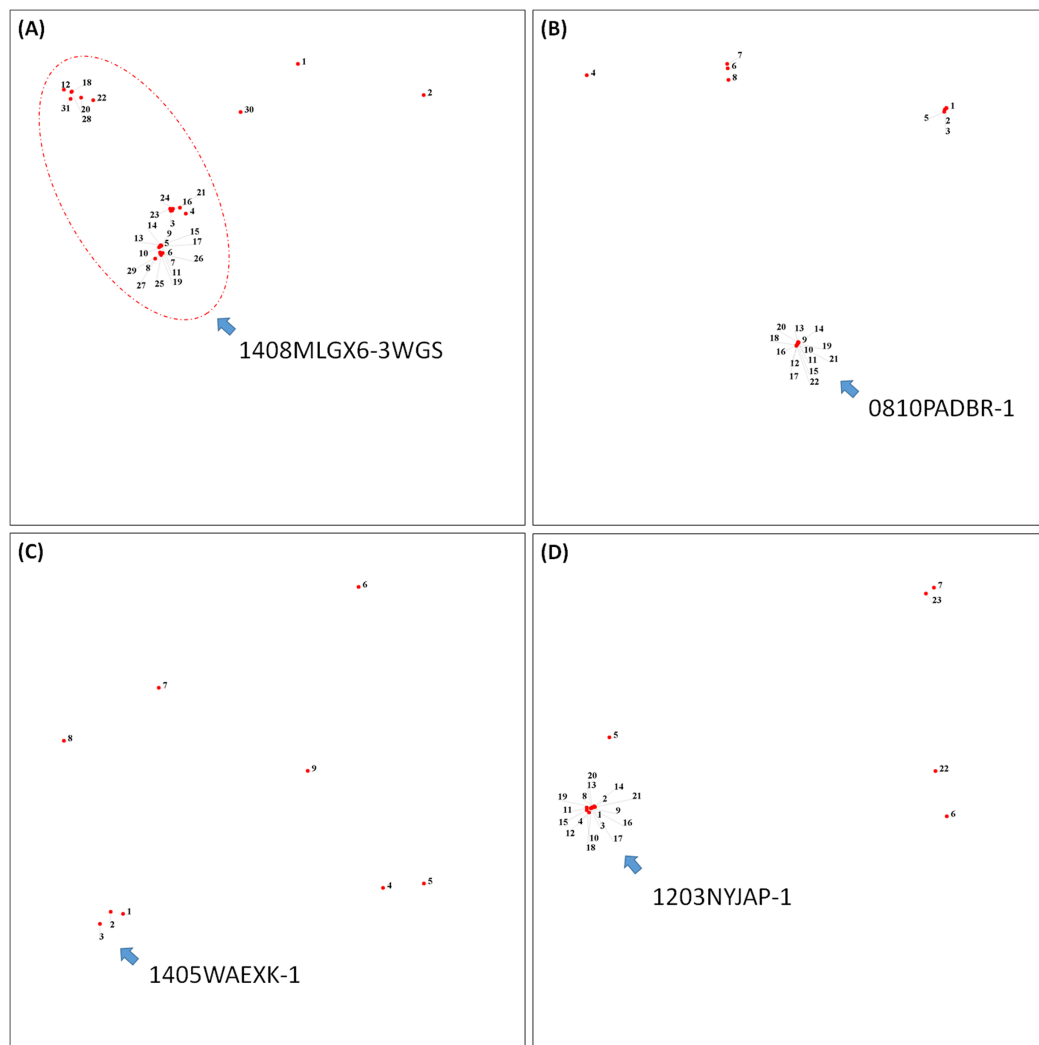 (A)
1
12 18
2
31 20 22
30
28
24 21
16
23 4
3
14 9 15
13 5 17
10 6 26
29 8 7 11
27 25 19
1408MLGX6-3WGS
(B)
7
4 6
8
1
5 2
3
20 13 14
18 9
16 10 19
12 11 21
17 15
22
0810PADBR-1
(C)
6
7
8
9
4 5
1
2
3
1405WAEXK-1
(D)
7
23
5
22
20
13 14
19 8 2 21
11 1 9
15 4 3 16
12 10 17
18
6
1203NYJAP-1